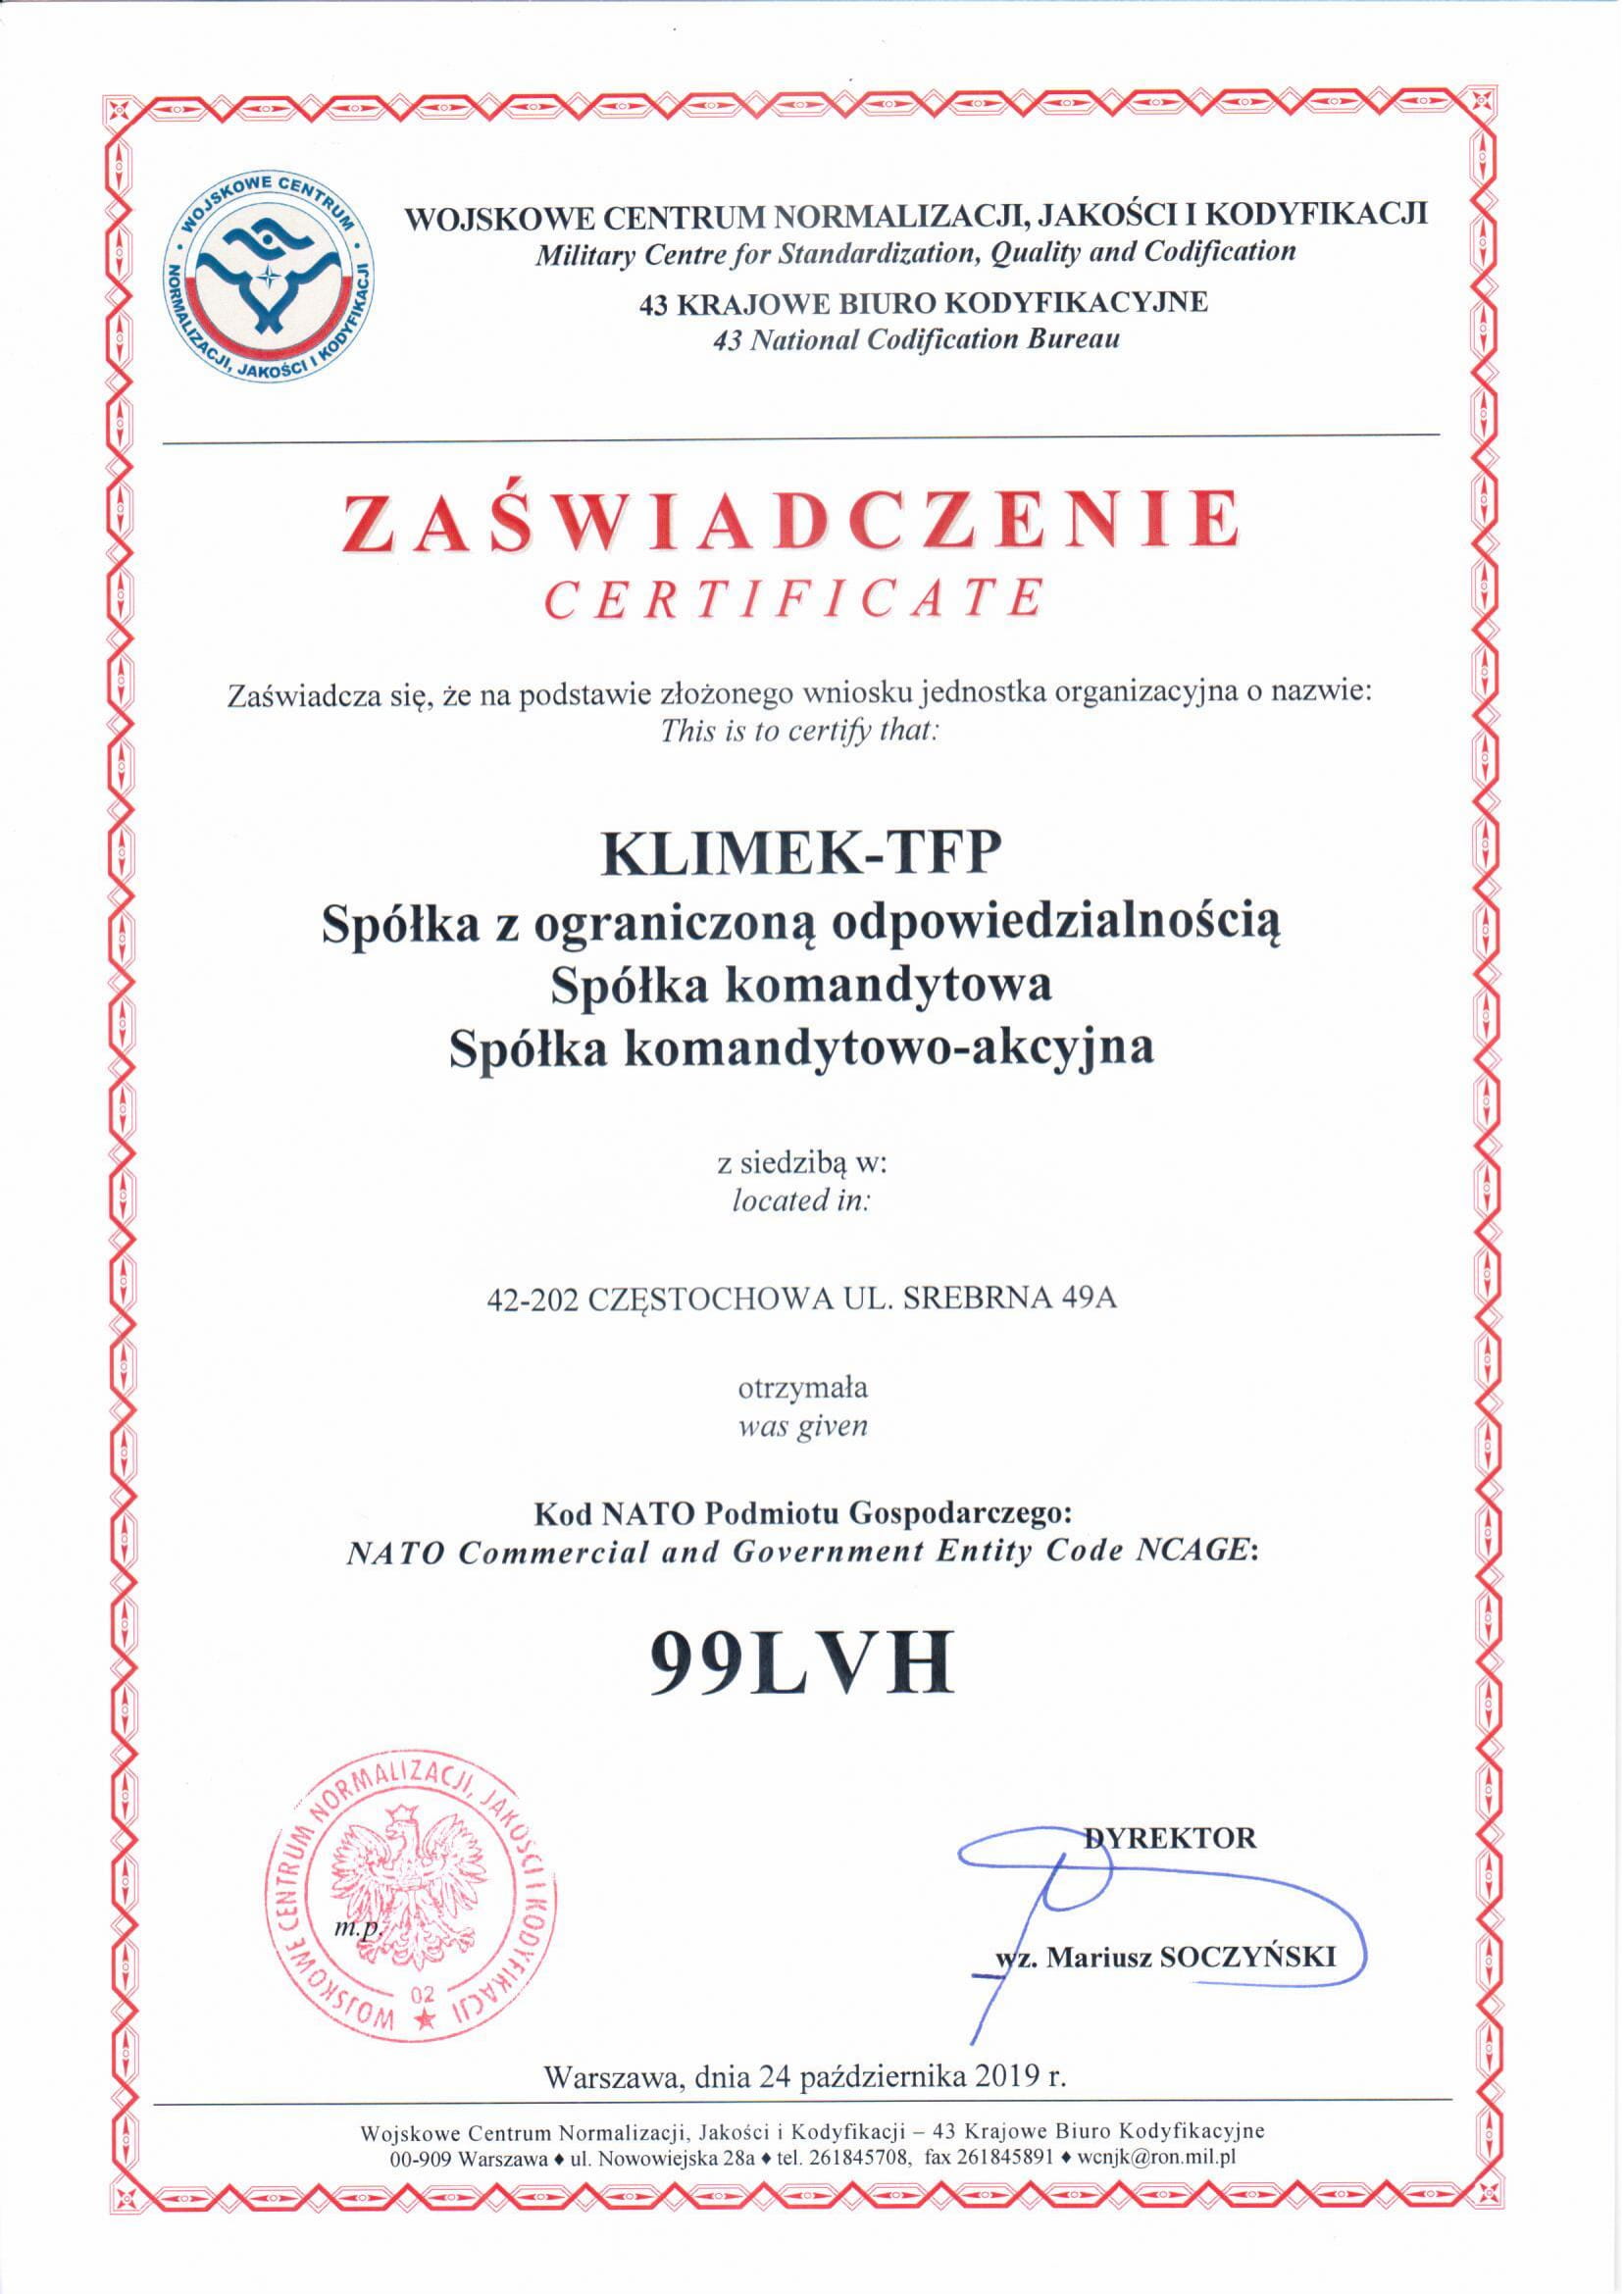 WOJSKOWE CENTRUM
NORMALIZACJI, JAKOŚCI I KODYFIKACJI
WOJSKOWE CENTRUM NORMALIZACJI, JAKOŚCI I KODYFIKACJI
Military Centre for Standardization, Quality and Codification
43 KRAJOWE BIURO KODYFIKACYJNE
43 National Codification Bureau
ZAŚWIADCZENIE
CERTIFICATE
Zaświadcza się, że na podstawie złożonego wniosku jednostka organizacyjna o nazwie:
This is to certify that:
KLIMEK-TFP
Spółka z ograniczoną odpowiedzialnością
Spółka komandytowa
Spółka komandytowo-akcyjna
z siedzibą w:
located in:
42-202 CZĘSTOCHOWA UL. SREBRNA 49A
otrzymała
was given
Kod NATO Podmiotu Gospodarczego:
NATO Commercial and Government Entity Code NCAGE:
99LVH
WOJSKOWE CENTRUM NORMALIZACJI, JAKOŚCI I KODYFIKACJI
02
m.p.
DYREKTOR
wz. Mariusz SOCZYŃSKI
Warszawa, dnia 24 października 2019 r.
Wojskowe Centrum Normalizacji, Jakości i Kodyfikacji – 43 Krajowe Biuro Kodyfikacyjne
00-909 Warszawa ♦ ul. Nowowiejska 28a ♦ tel. 261845708, fax 261845891 ♦ wcnjk@ron.mil.pl